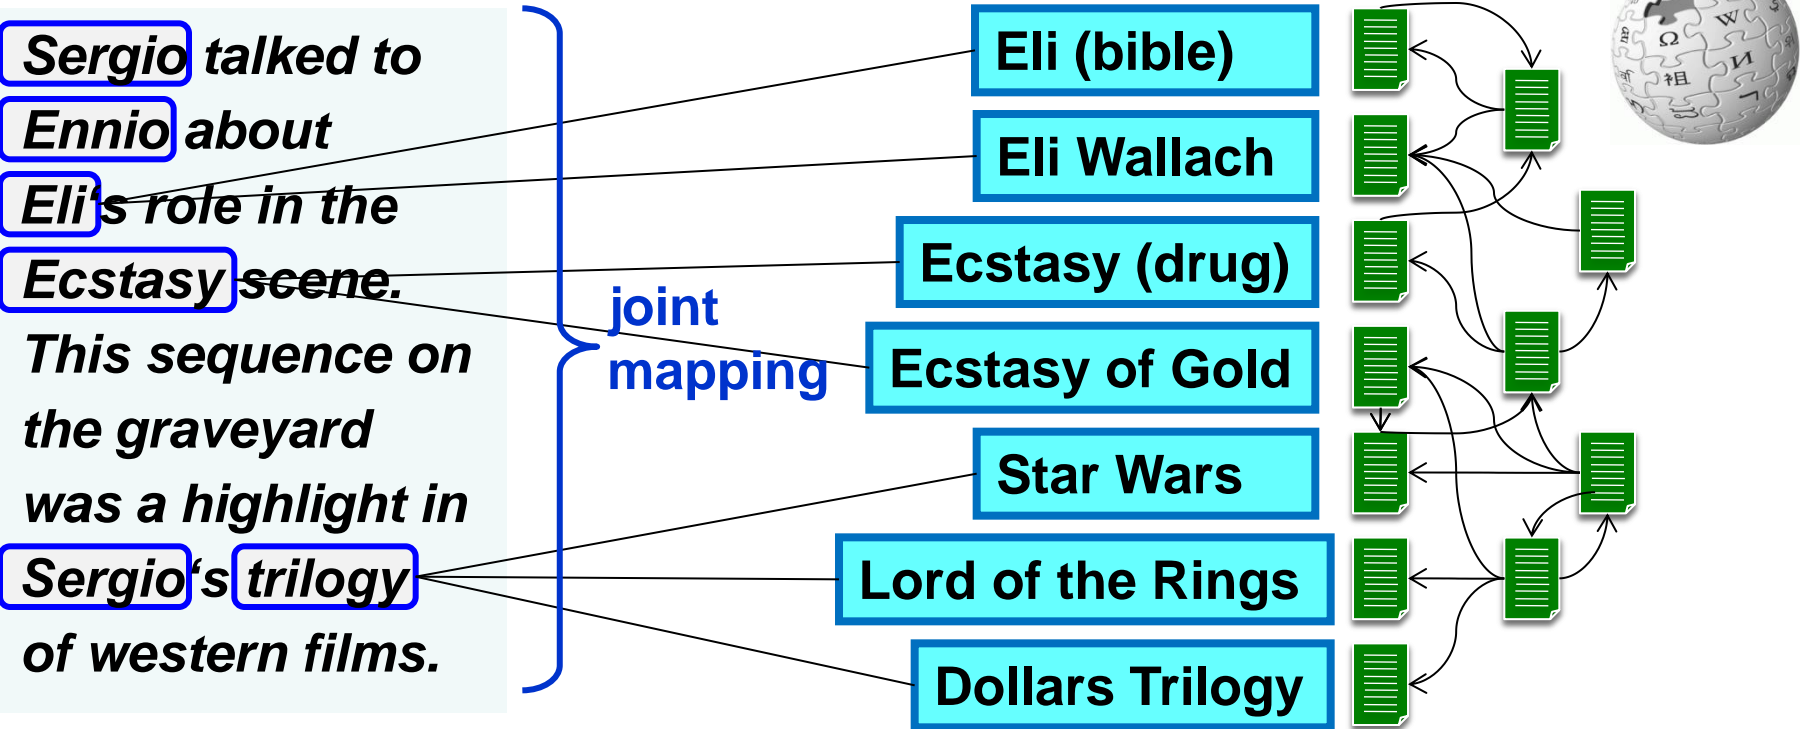 Sergio talked to
Ennio about
Eli‘s role in the
Ecstasy scene.
This sequence on
the graveyard
was a highlight in
Sergio‘s trilogy
of western films.
joint
mapping
Eli (bible)
Eli Wallach
Ecstasy (drug)
Ecstasy of Gold
Star Wars
Lord of the Rings
Dollars Trilogy
Ω
W
祖
И